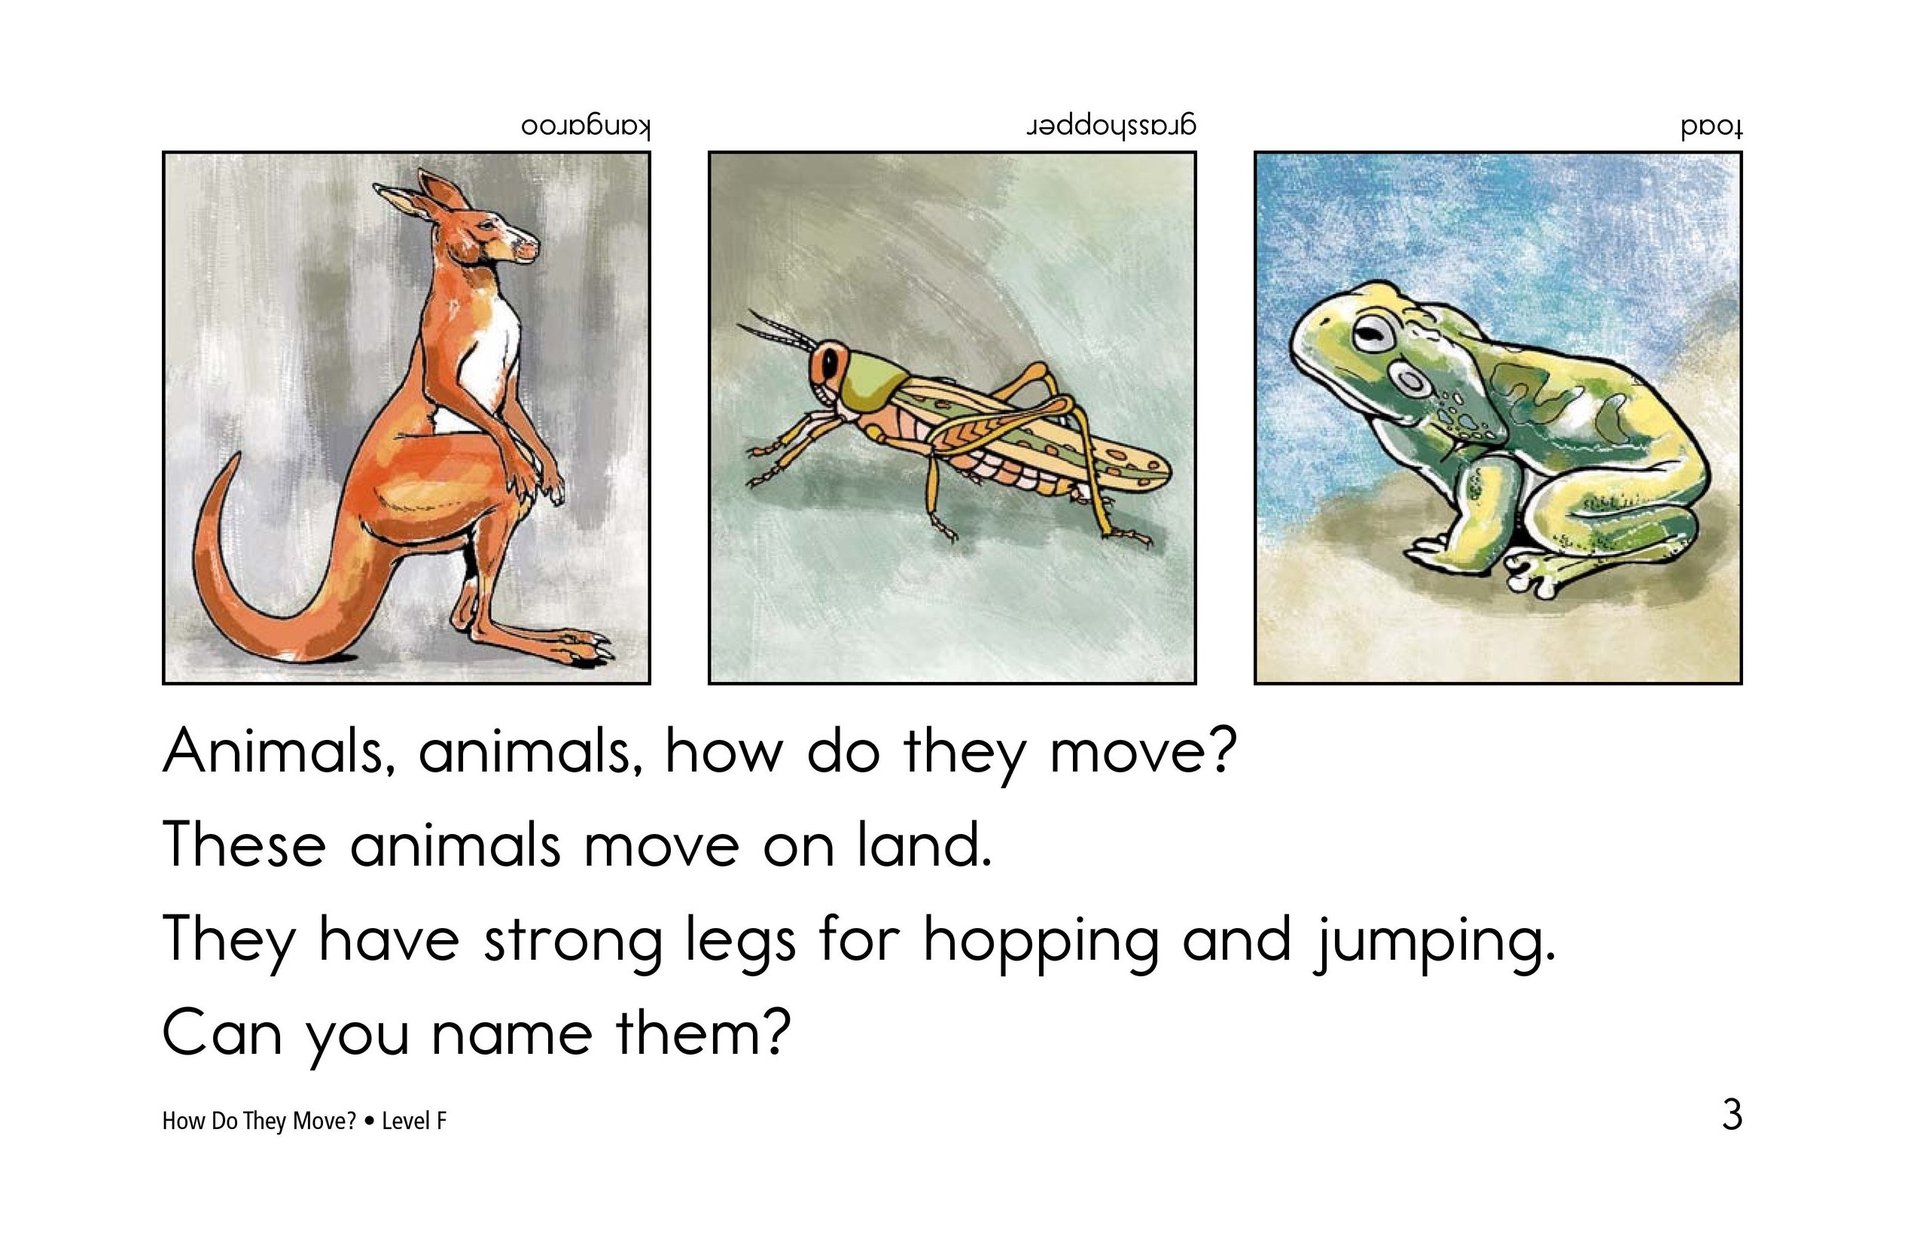 kangaroo
grasshopper
toad
Animals, animals, how do they move?
These animals move on land.
They have strong legs for hopping and jumping.
Can you name them?
How Do They Move? • Level F
3